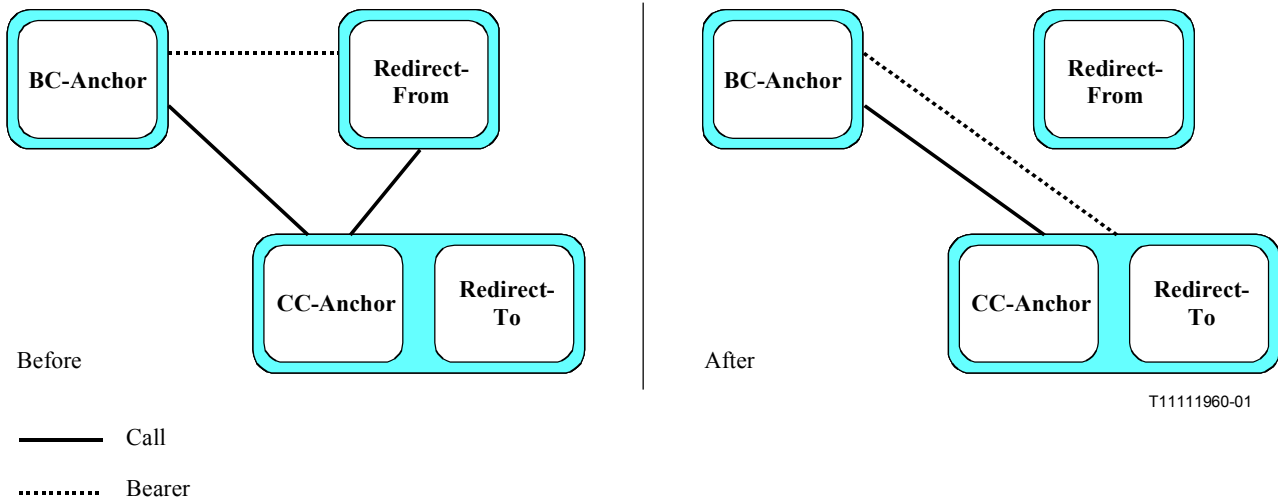 BC-Anchor
Redirect-
From
CC-Anchor
Redirect-
To
Before
BC-Anchor
Redirect-
From
CC-Anchor
Redirect-
To
After
T11111960-01
Call
Bearer